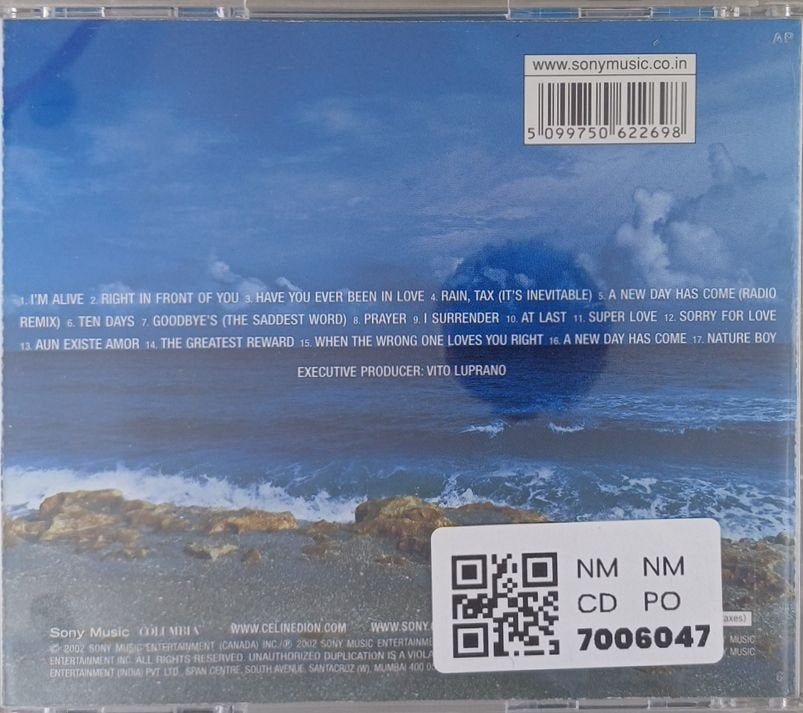 AP
www.sonymusic.co.in
5 099750 622698
1. I'M ALIVE 2. RIGHT IN FRONT OF YOU 3. HAVE YOU EVER BEEN IN LOVE 4. RAIN, TAX (IT'S INEVITABLE) 5. A NEW DAY HAS COME (RADIO
REMIX) 6. TEN DAYS 7. GOODBYE'S (THE SADDEST WORD) 8. PRAYER 9. I SURRENDER 10. AT LAST 11. SUPER LOVE 12. SORRY FOR LOVE
13. AUN EXISTE AMOR 14. THE GREATEST REWARD 15. WHEN THE WRONG ONE LOVES YOU RIGHT 16. A NEW DAY HAS COME 17. NATURE BOY
EXECUTIVE PRODUCER: VITO LUPRANO
NM NM
CD PO
7006047
Sony Music COLUMBIA WWW.CELINEDION.COM WWW.SONY.C
© 2002 SONY MUSIC ENTERTAINMENT (CANADA) INC./℗ 2002 SONY MUSIC ENTERTAINMENT MUSIC
ENTERTAINMENT INC. ALL RIGHTS RESERVED. UNAUTHORIZED DUPLICATION IS A VIOLA MUSIC
ENTERTAINMENT (INDIA) PVT LTD., SPAN CENTRE, SOUTH AVENUE, SANTACRUZ (W), MUMBAI 400